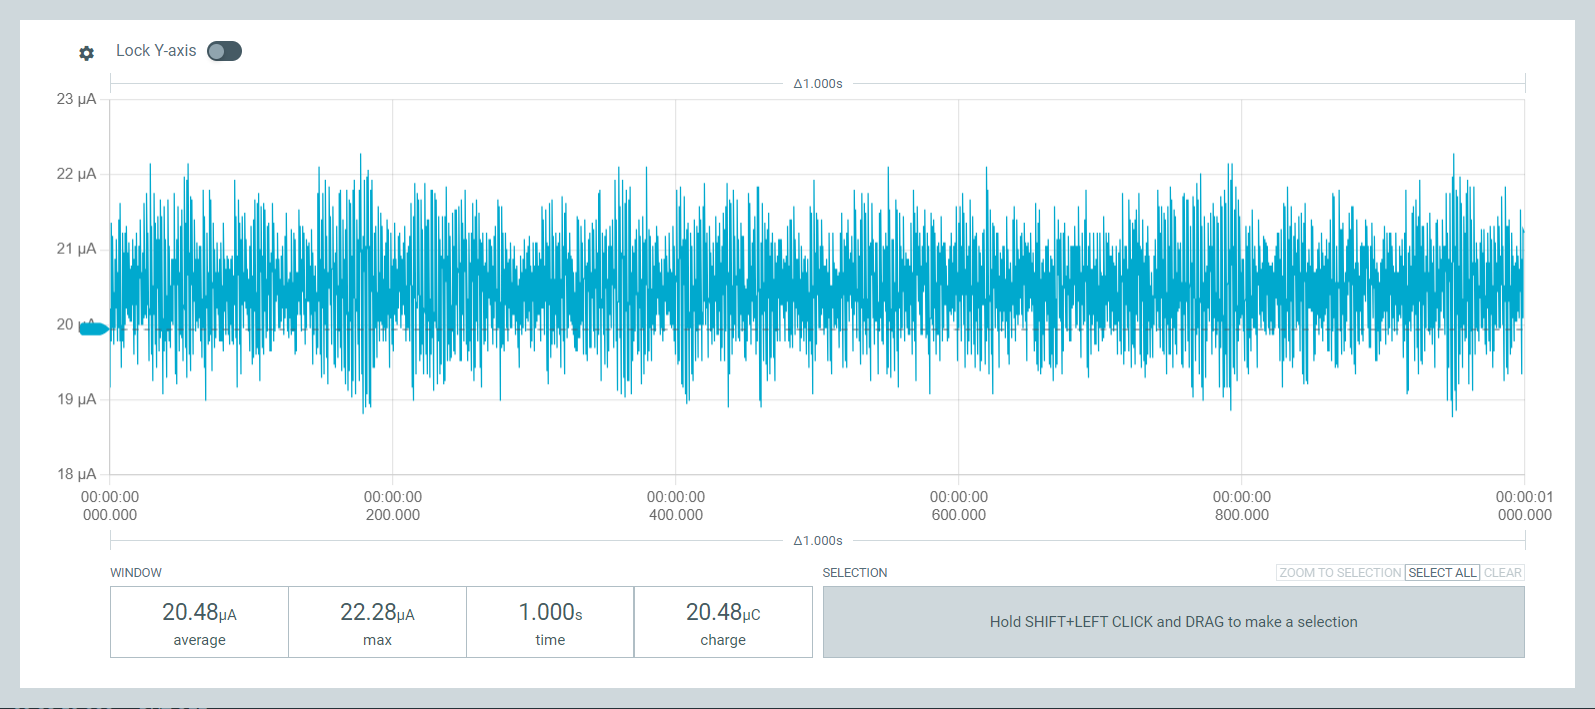 Lock Y-axis
Δ1.000s
23 µA
22 µA
21 µA
20 µA
19 µA
18 µA
00:00:00 00:00:00 00:00:00 00:00:00 00:00:00 00:00:01
000.000 200.000 400.000 600.000 800.000 000.000
Δ1.000s
WINDOW
20.48µA 22.28µA 1.000s 20.48µC
average max time charge
SELECTION ZOOM TO SELECTION SELECT ALL CLEAR
Hold SHIFT+LEFT CLICK and DRAG to make a selection